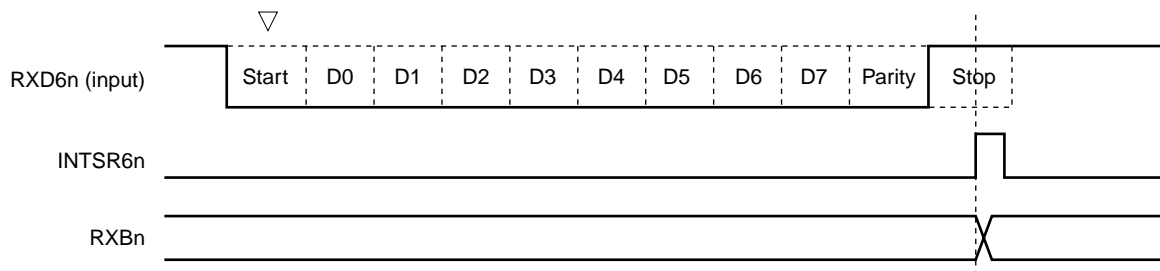 RXD6n (input) Start D0 D1 D2 D3 D4 D5 D6 D7 Parity Stop
INTSR6n
RXBn